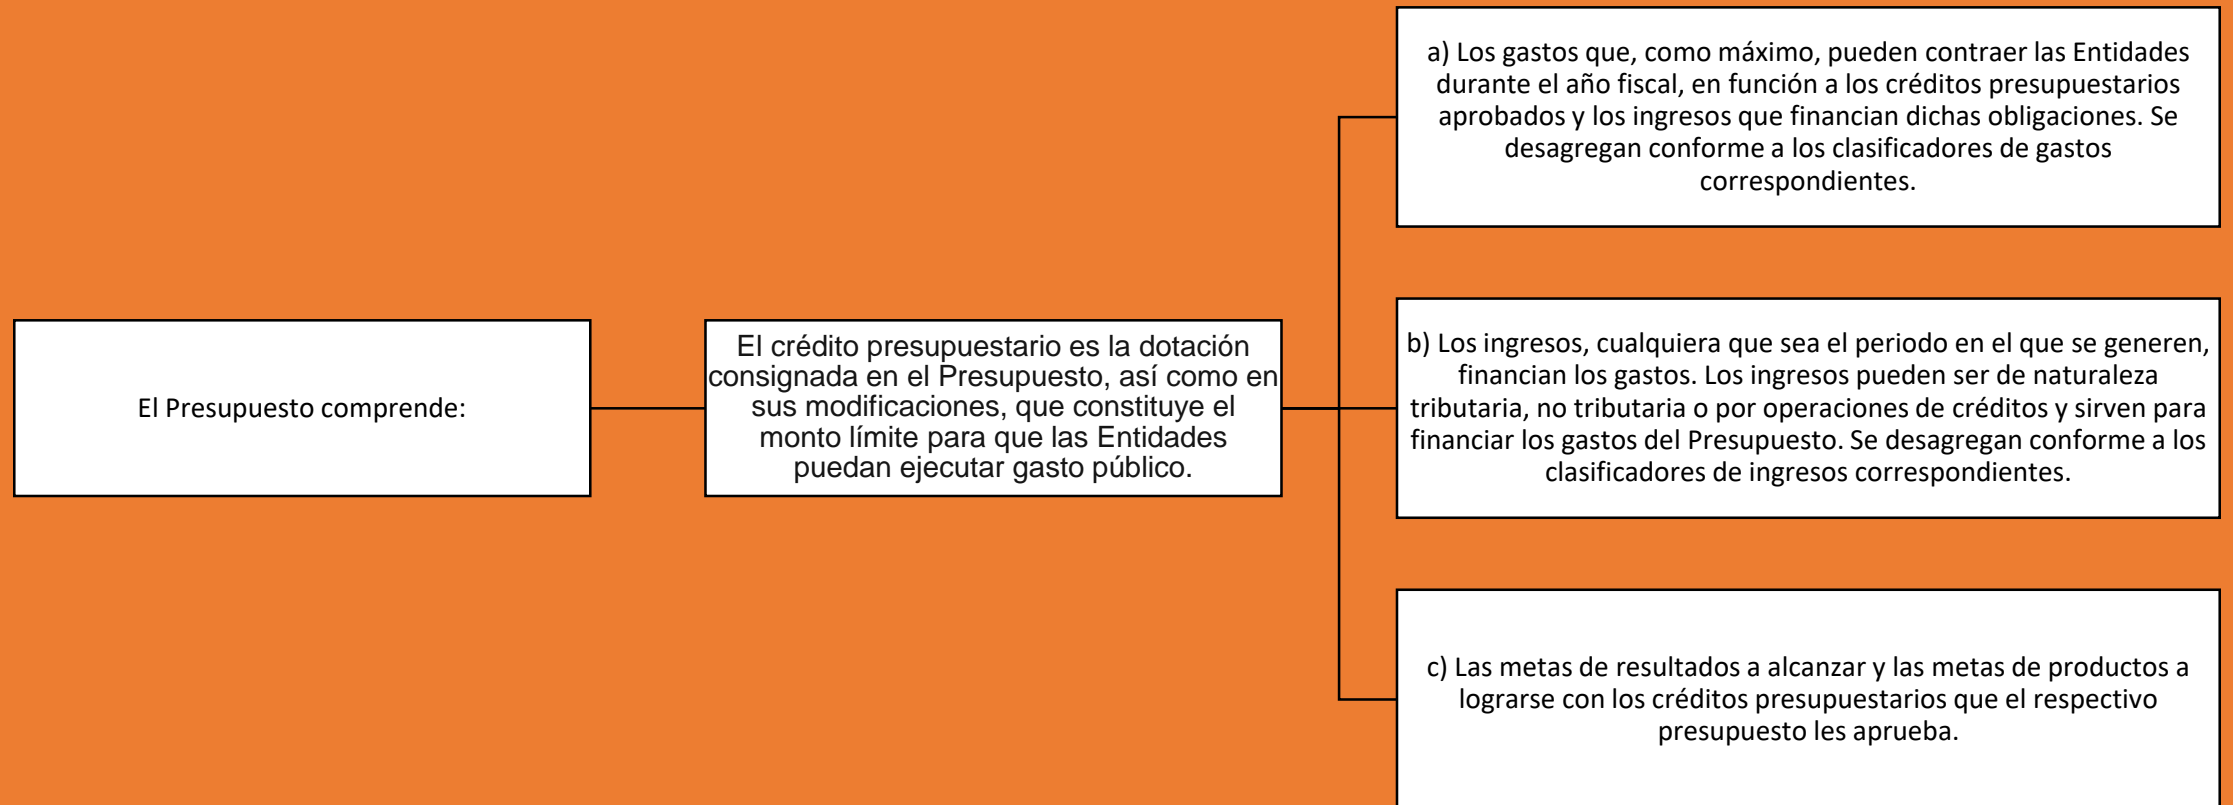 El Presupuesto comprende:
El crédito presupuestario es la dotación
consignada en el Presupuesto, así como en
sus modificaciones, que constituye el
monto límite para que las Entidades
puedan ejecutar gasto público.
a) Los gastos que, como máximo, pueden contraer las Entidades
durante el año fiscal, en función a los créditos presupuestarios
aprobados y los ingresos que financian dichas obligaciones. Se
desagregan conforme a los clasificadores de gastos
correspondientes.
b) Los ingresos, cualquiera que sea el periodo en el que se generen,
financian los gastos. Los ingresos pueden ser de naturaleza
tributaria, no tributaria o por operaciones de créditos y sirven para
financiar los gastos del Presupuesto. Se desagregan conforme a los
clasificadores de ingresos correspondientes.
c) Las metas de resultados a alcanzar y las metas de productos a
lograrse con los créditos presupuestarios que el respectivo
presupuesto les aprueba.